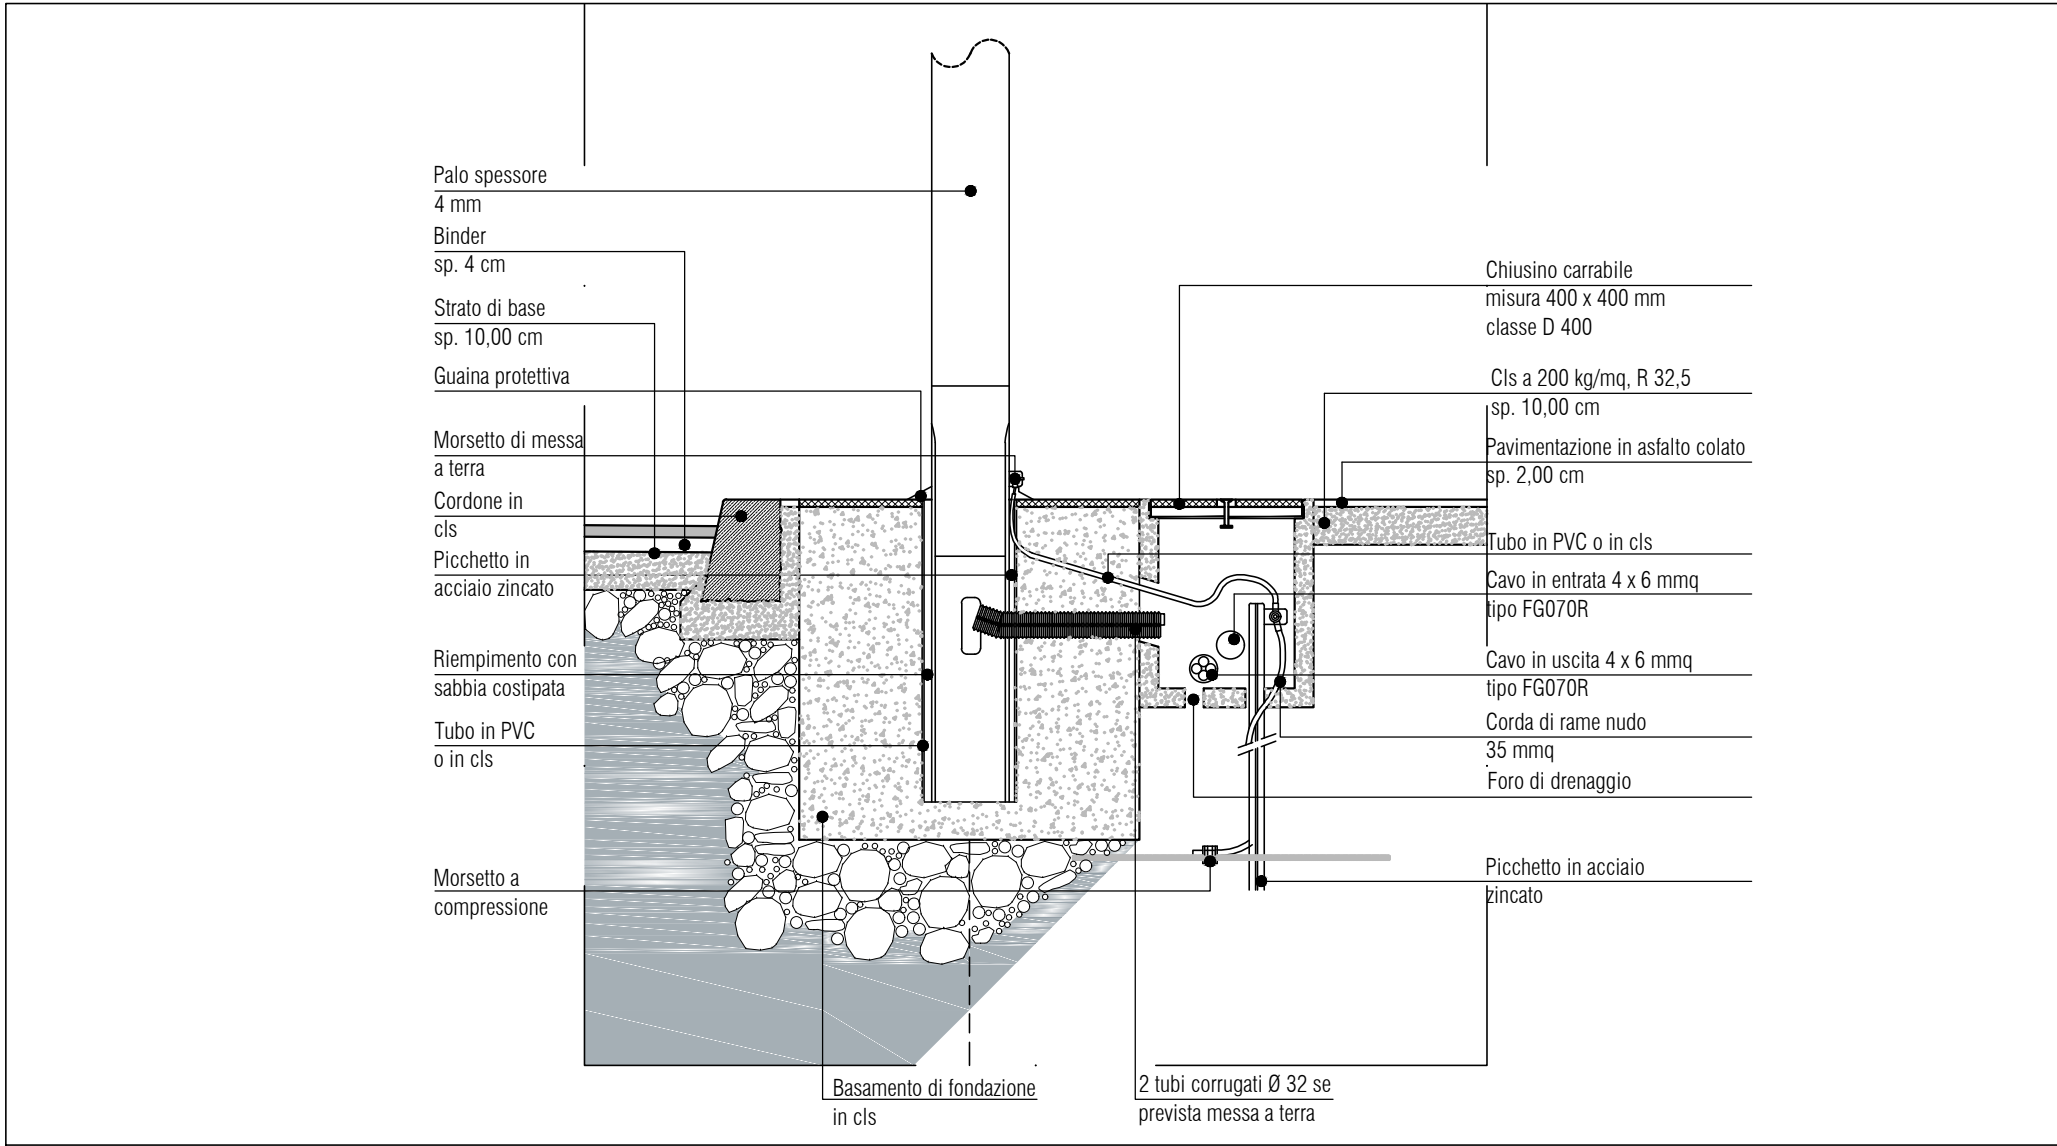 Palo spessore
4 mm
Binder
sp. 4 cm
Strato di base
sp. 10,00 cm
Guaina protettiva
Morsetto di messa
a terra
Cordone in
cls
Picchetto in
acciaio zincato
Riempimento con
sabbia costipata
Tubo in PVC
o in cls
Morsetto a
compressione
Basamento di fondazione
in cls
2 tubi corrugati Ø 32 se
prevista messa a terra
Chiusino carrabile
misura 400 x 400 mm
classe D 400
Cls a 200 kg/mq, R 32,5
sp. 10,00 cm
Pavimentazione in asfalto colato
sp. 2,00 cm
Tubo in PVC o in cls
Cavo in entrata 4 x 6 mmq
tipo FG070R
Cavo in uscita 4 x 6 mmq
tipo FG070R
Corda di rame nudo
35 mmq
Foro di drenaggio
Picchetto in acciaio
zincato